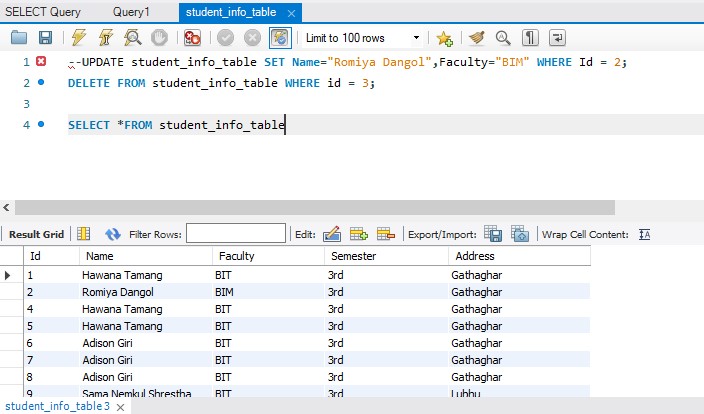 SELECT Query Query1 student_info_table
Limit to 100 rows
1 --UPDATE student_info_table SET Name="Romiya Dangol",Faculty="BIM" WHERE Id = 2;
2 DELETE FROM student_info_table WHERE id = 3;
3
4 SELECT *FROM student_info_table
Result Grid Filter Rows: Edit: Export/Import: Wrap Cell Content:
Id Name Faculty Semester Address
1 Hawana Tamang BIT 3rd Gathaghar
2 Romiya Dangol BIM 3rd Gathaghar
4 Hawana Tamang BIT 3rd Gathaghar
5 Hawana Tamang BIT 3rd Gathaghar
6 Adison Giri BIT 3rd Gathaghar
7 Adison Giri BIT 3rd Gathaghar
8 Adison Giri BIT 3rd Gathaghar
9 Sama Nemkul Shrestha BIT 3rd Lubhu
student_info_table 3